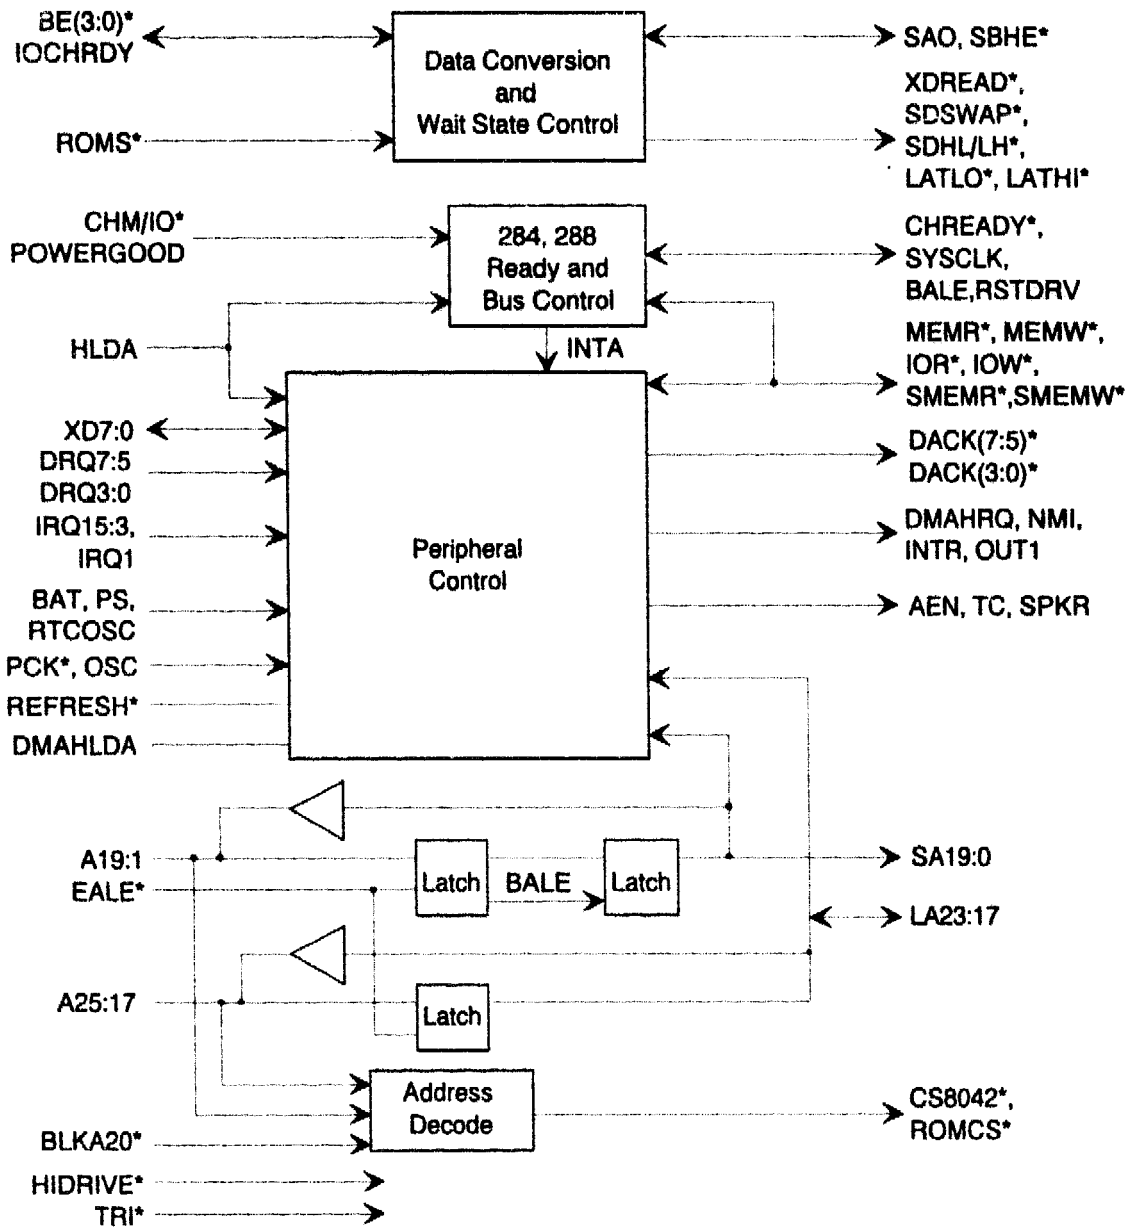 BE(3:0)*
IOCHRDY
Data Conversion
and
Wait State Control
SAO, SBHE*
XDREAD*,
SDSWAP*,
SDHL/LH*,
LATLO*, LATHI*
ROMS*
CHM/IO*
POWERGOOD
284, 288
Ready and
Bus Control
CHREADY*,
SYSCLK,
BALE,RSTDRV
HLDA
INTA
MEMR*, MEMW*,
IOR*, IOW*,
SMEMR*,SMEMW*
XD7:0
DRQ7:5
DRQ3:0
IRQ15:3,
IRQ1
BAT, PS,
RTCOSC
PCK*, OSC
REFRESH*
DMAHLDA
Peripheral
Control
DACK(7:5)*
DACK(3:0)*
DMAHRQ, NMI,
INTR, OUT1
AEN, TC, SPKR
A19:1
EALE*
Latch
BALE
Latch
SA19:0
LA23:17
A25:17
Latch
Address
Decode
CS8042*,
ROMCS*
BLKA20*
HIDRIVE*
TRI*